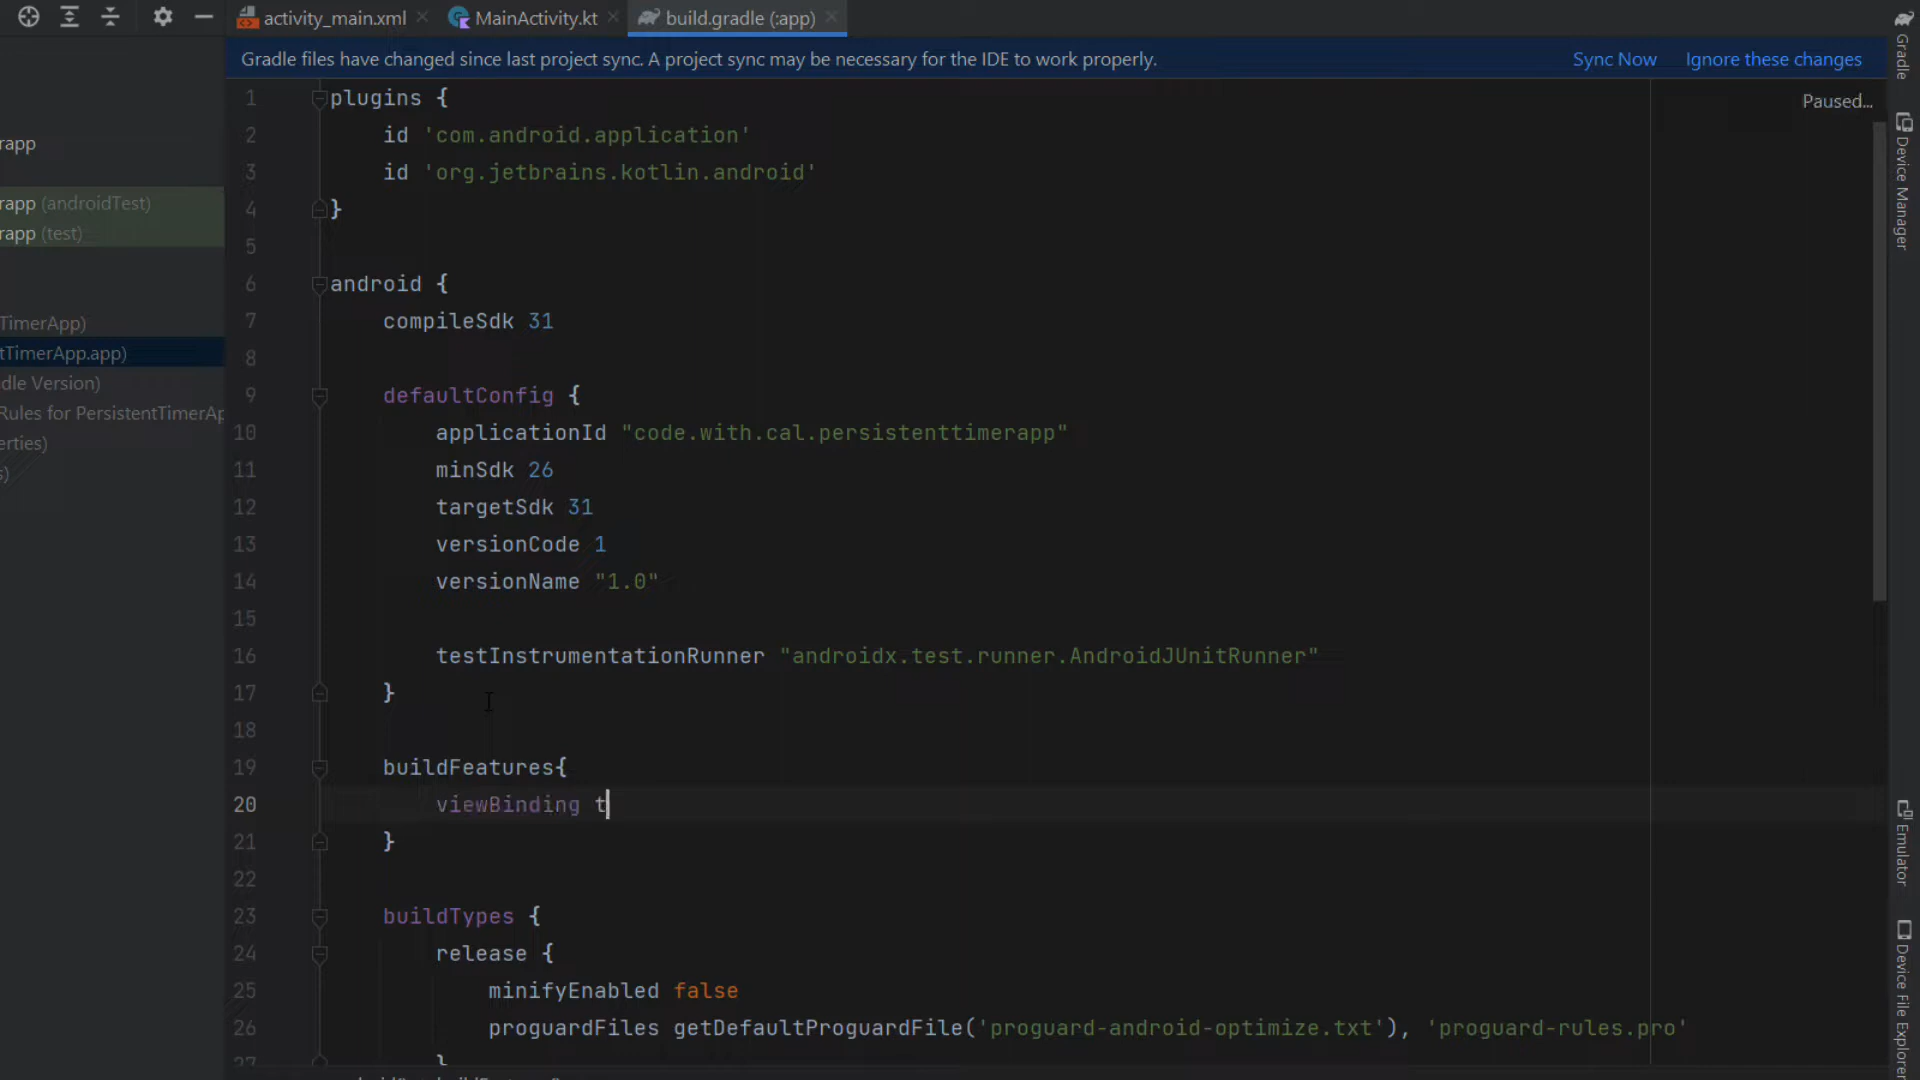 activity_main.xml MainActivity.kt build.gradle (:app)
Gradle files have changed since last project sync. A project sync may be necessary for the IDE to work properly. Sync Now Ignore these changes
Paused...
rapp
rapp (androidTest)
rapp (test)
TimerApp)
tTimerApp.app)
dle Version)
Rules for PersistentTimerAp
erties)
s)
1 plugins {
2 id 'com.android.application'
3 id 'org.jetbrains.kotlin.android'
4 }
5
6 android {
7 compileSdk 31
8
9 defaultConfig {
10 applicationId "code.with.cal.persistenttimerapp"
11 minSdk 26
12 targetSdk 31
13 versionCode 1
14 versionName "1.0"
15
16 testInstrumentationRunner "androidx.test.runner.AndroidJUnitRunner"
17 }
18
19 buildFeatures{
20 viewBinding t
21 }
22
23 buildTypes {
24 release {
25 minifyEnabled false
26 proguardFiles getDefaultProguardFile('proguard-android-optimize.txt'), 'proguard-rules.pro'
27 }
Gradle
Device Manager
Emulator
Device File Explorer